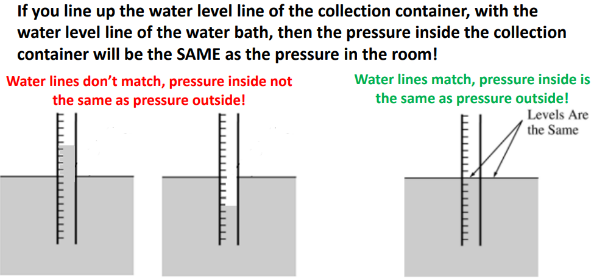 If you line up the water level line of the collection container, with the
water level line of the water bath, then the pressure inside the collection
container will be the SAME as the pressure in the room!
Water lines don't match, pressure inside not
the same as pressure outside!
Water lines match, pressure inside is
the same as pressure outside!
Levels Are
the Same